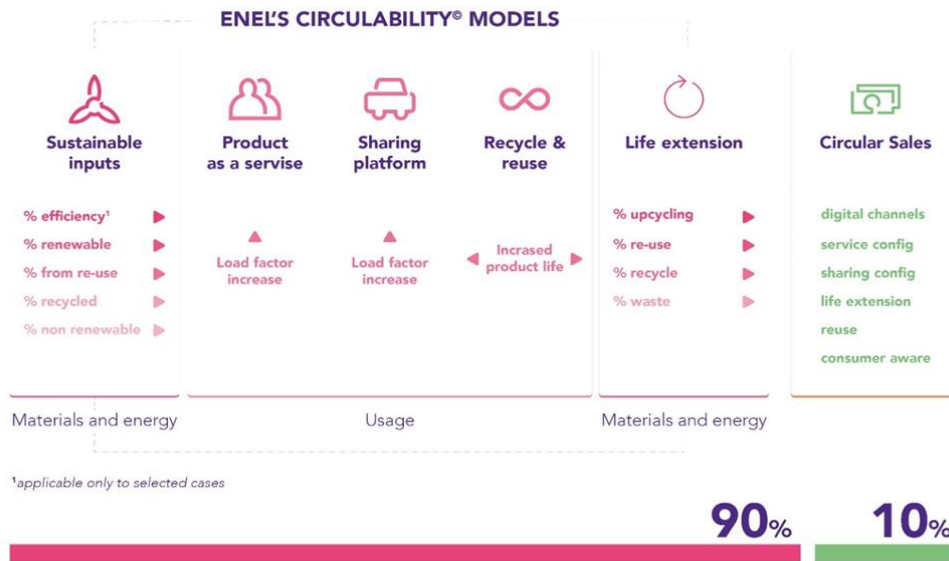 ENEL'S CIRCULABILITY© MODELS
Sustainable
inputs
% efficiency¹
% renewable
% from re-use
% recycled
% non renewable
Product
as a servise
Load factor
increase
Sharing
platform
Load factor
increase
Recycle &
reuse
Incrased
product life
Life extension
% upcycling
% re-use
% recycle
% waste
Circular Sales
digital channels
service config
sharing config
life extension
reuse
consumer aware
Materials and energy
Usage
Materials and energy
¹applicable only to selected cases
90%
10%